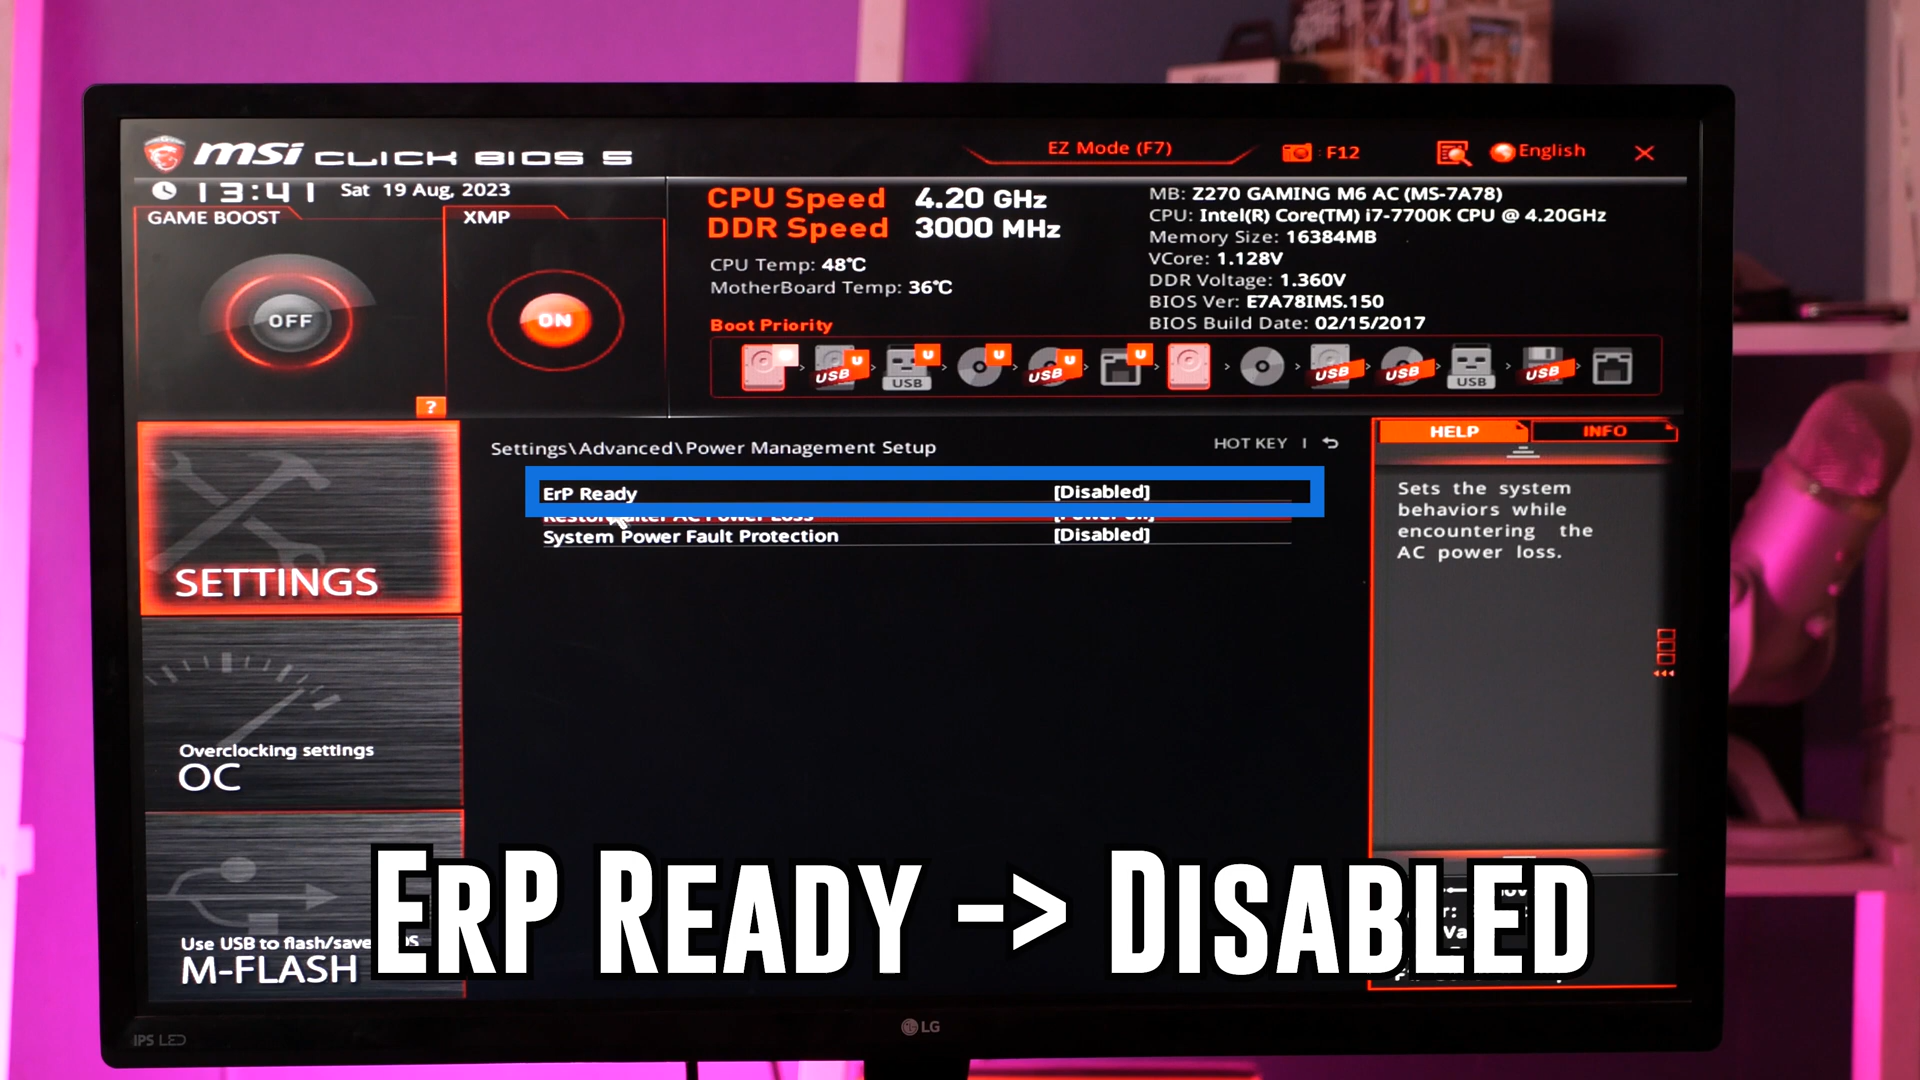 msi CLICK BIOS 5
EZ Mode (F7)
: F12
English
13:41 Sat 19 Aug, 2023
GAME BOOST
XMP
OFF
ON
?
CPU Speed 4.20 GHz
DDR Speed 3000 MHz
CPU Temp: 48°C
MotherBoard Temp: 36°C
MB: Z270 GAMING M6 AC (MS-7A78)
CPU: Intel(R) Core(TM) i7-7700K CPU @ 4.20GHz
Memory Size: 16384MB
VCore: 1.128V
DDR Voltage: 1.360V
BIOS Ver: E7A78IMS.150
BIOS Build Date: 02/15/2017
Boot Priority
U USB U USB U U USB U USB USB USB USB
Settings\Advanced\Power Management Setup
HOT KEY |
ErP Ready [Disabled]
Restore after AC Power Loss
System Power Fault Protection [Disabled]
HELP
INFO
Sets the system
behaviors while
encountering the
AC power loss.
SETTINGS
Overclocking settings
OC
Use USB to flash/save
M-FLASH
ErP Ready -> Disabled
IPS LED
LG